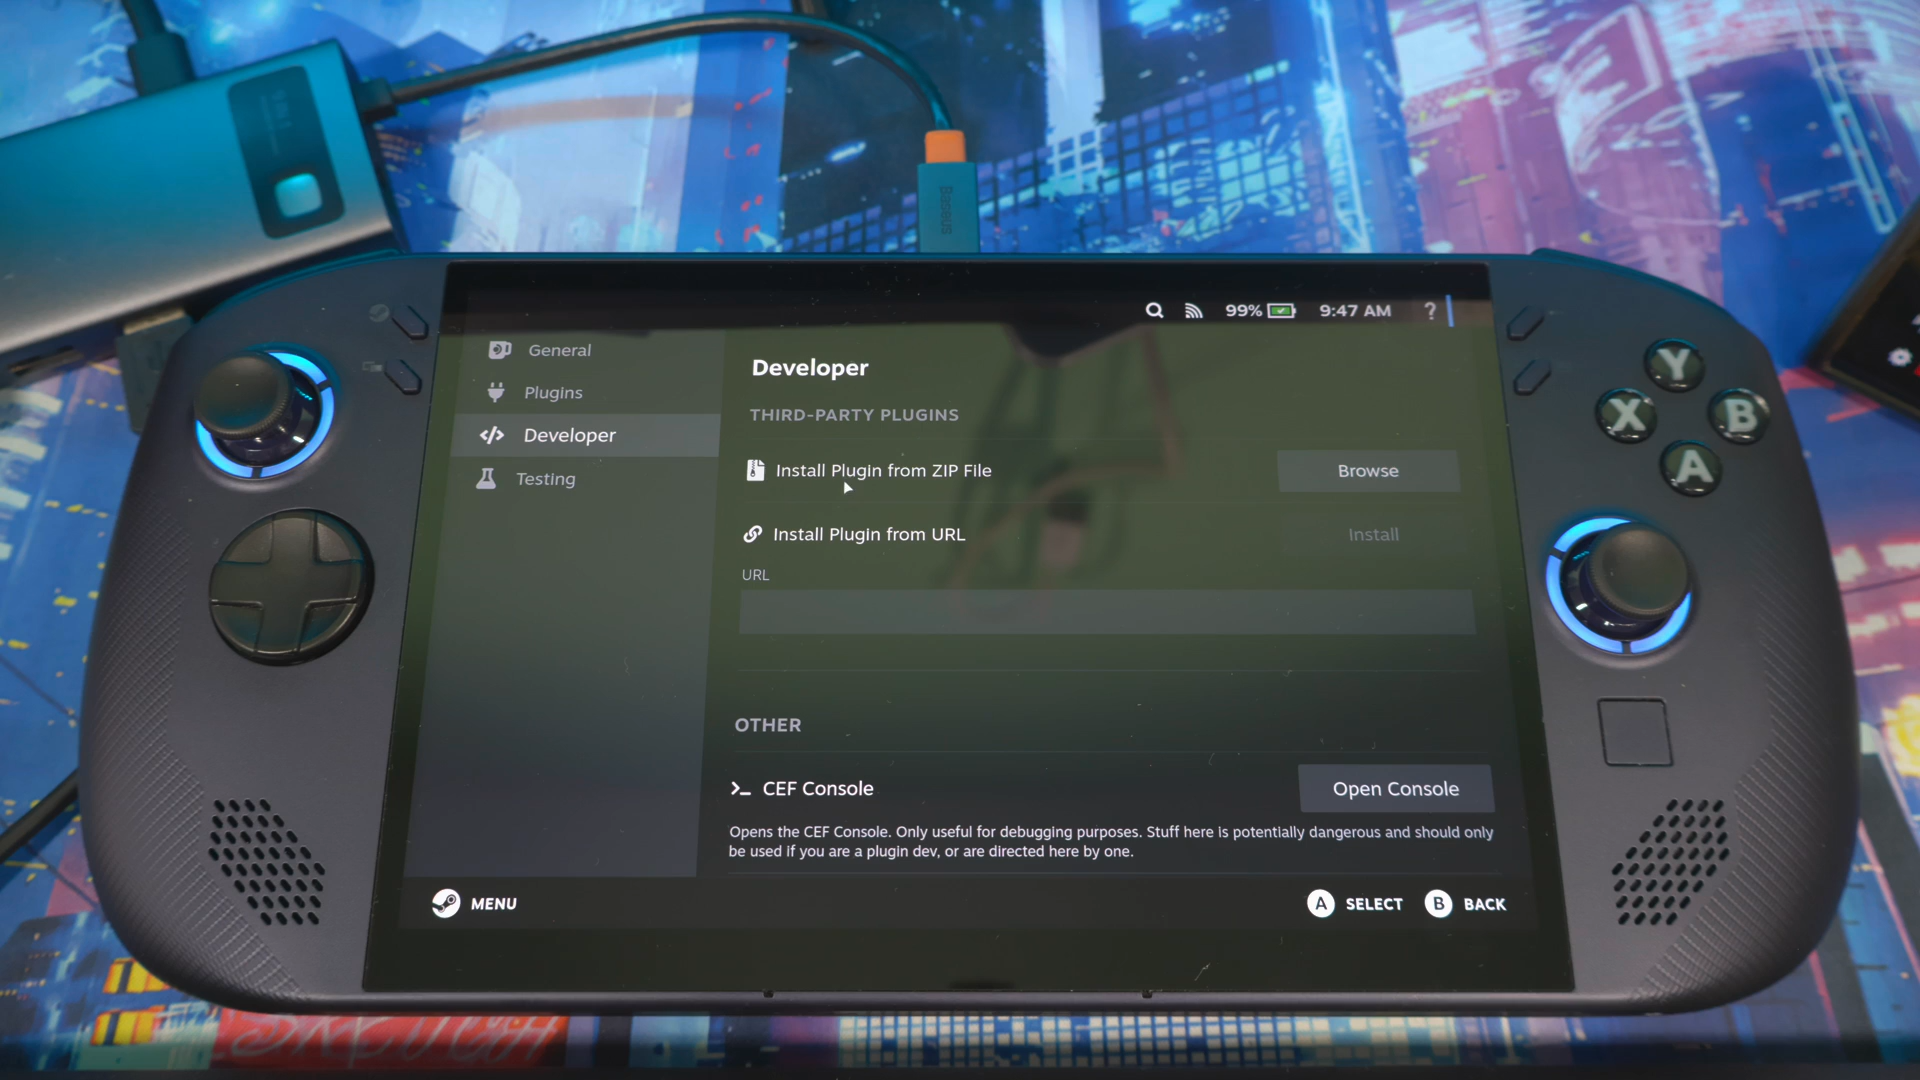 Baseus
99%
9:47 AM
?
General
Plugins
Developer
Testing
Developer
THIRD-PARTY PLUGINS
Install Plugin from ZIP File
Browse
Install Plugin from URL
Install
URL
OTHER
CEF Console
Open Console
Opens the CEF Console. Only useful for debugging purposes. Stuff here is potentially dangerous and should only
be used if you are a plugin dev, or are directed here by one.
MENU
A SELECT
B BACK
Y
X
B
A